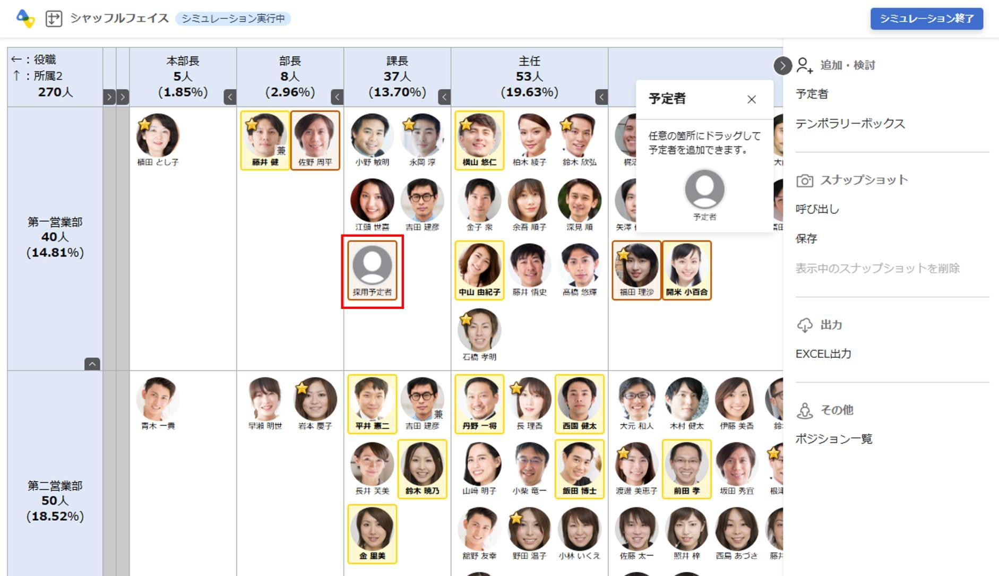 シャッフルフェイス シミュレーション実行中 シミュレーション終了
←：役職
↑：所属2
270人
本部長
5人
(1.85%)
部長
8人
(2.96%)
課長
37人
(13.70%)
主任
53人
(19.63%)
第一営業部
40人
(14.81%)
植田 とし子
藤井 健 兼
佐野 周平
小野 敏明 永岡 淳
江頭 世喜 吉田 建彦
採用予定者
横山 悠仁 柏木 綾子 鈴木 欣弘
金子 衆 余吾 順子 深見 順
中山 由紀子 藤井 悟史 高橋 悠輝
石橋 孝明
梶沼
矢澤
福田 理沙 開米 小百合
予定者
任意の箇所にドラッグして
予定者を追加できます。
予定者
第二営業部
50人
(18.52%)
青木 一貴
早瀬 明世 岩本 慶子
平井 憲二 吉田 建彦 兼
長井 芙美 鈴木 暁乃
金 里美
丹野 一将 長 理香 西園 健太
山﨑 明子 小柴 竜一 飯田 博士
舘野 友幸 野田 温子 小林 いくえ
大元 和人 木村 健太 伊藤 美香
渡邊 美恵子 前田 孝 坂田 秀宜 根津
佐藤 太一 照井 梓 西島 あづさ 藤井
追加・検討
予定者
テンポラリーボックス
スナップショット
呼び出し
保存
表示中のスナップショットを削除
出力
EXCEL出力
その他
ポジション一覧